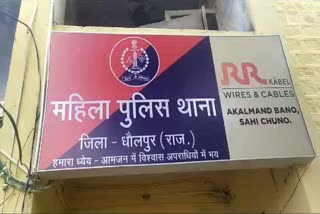 महिला पुलिस थाना
जिला - धौलपुर (राज.)
हमारा ध्येय - आमजन में विश्वास अपराधियों में भय
RR
KABEL
WIRES & CABLES
AKALMAND BANO,
SAHI CHUNO.